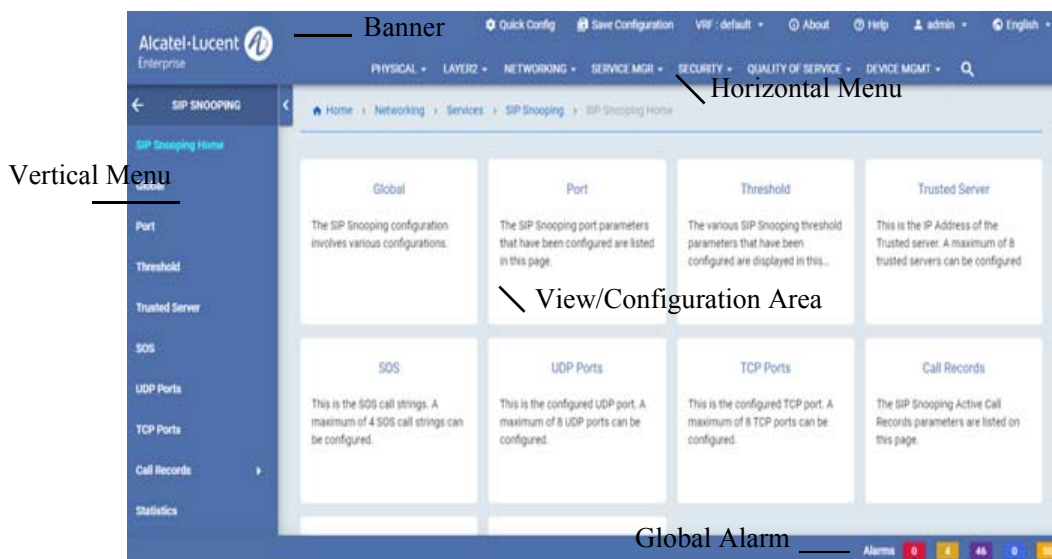 Banner
Quick Config Save Configuration VRF : default About Help admin English
Alcatel-Lucent
Enterprise
PHYSICAL LAYER2 NETWORKING SERVICE MGR SECURITY QUALITY OF SERVICE DEVICE MGMT
Horizontal Menu
SIP SNOOPING
Home Networking Services SIP Snooping SIP Snooping Home
Vertical Menu
SIP Snooping Home
Global
Port
Threshold
Trusted Server
SOS
UDP Ports
TCP Ports
Call Records
Statistics
Global
The SIP Snooping configuration
involves various configurations.
Port
The SIP Snooping port parameters
that have been configured are listed
in this page.
Threshold
The various SIP Snooping threshold
parameters that have been
configured are displayed in this...
Trusted Server
This is the IP Address of the
Trusted server. A maximum of 8
trusted servers can be configured
View/Configuration Area
SOS
This is the SOS call strings. A
maximum of 4 SOS call strings can
be configured.
UDP Ports
This is the configured UDP port. A
maximum of 8 UDP ports can be
configured.
TCP Ports
This is the configured TCP port. A
maximum of 8 TCP ports can be
configured.
Call Records
The SIP Snooping Active Call
Records parameters are listed on
this page.
Global Alarm
Alarms 0 4 46 0